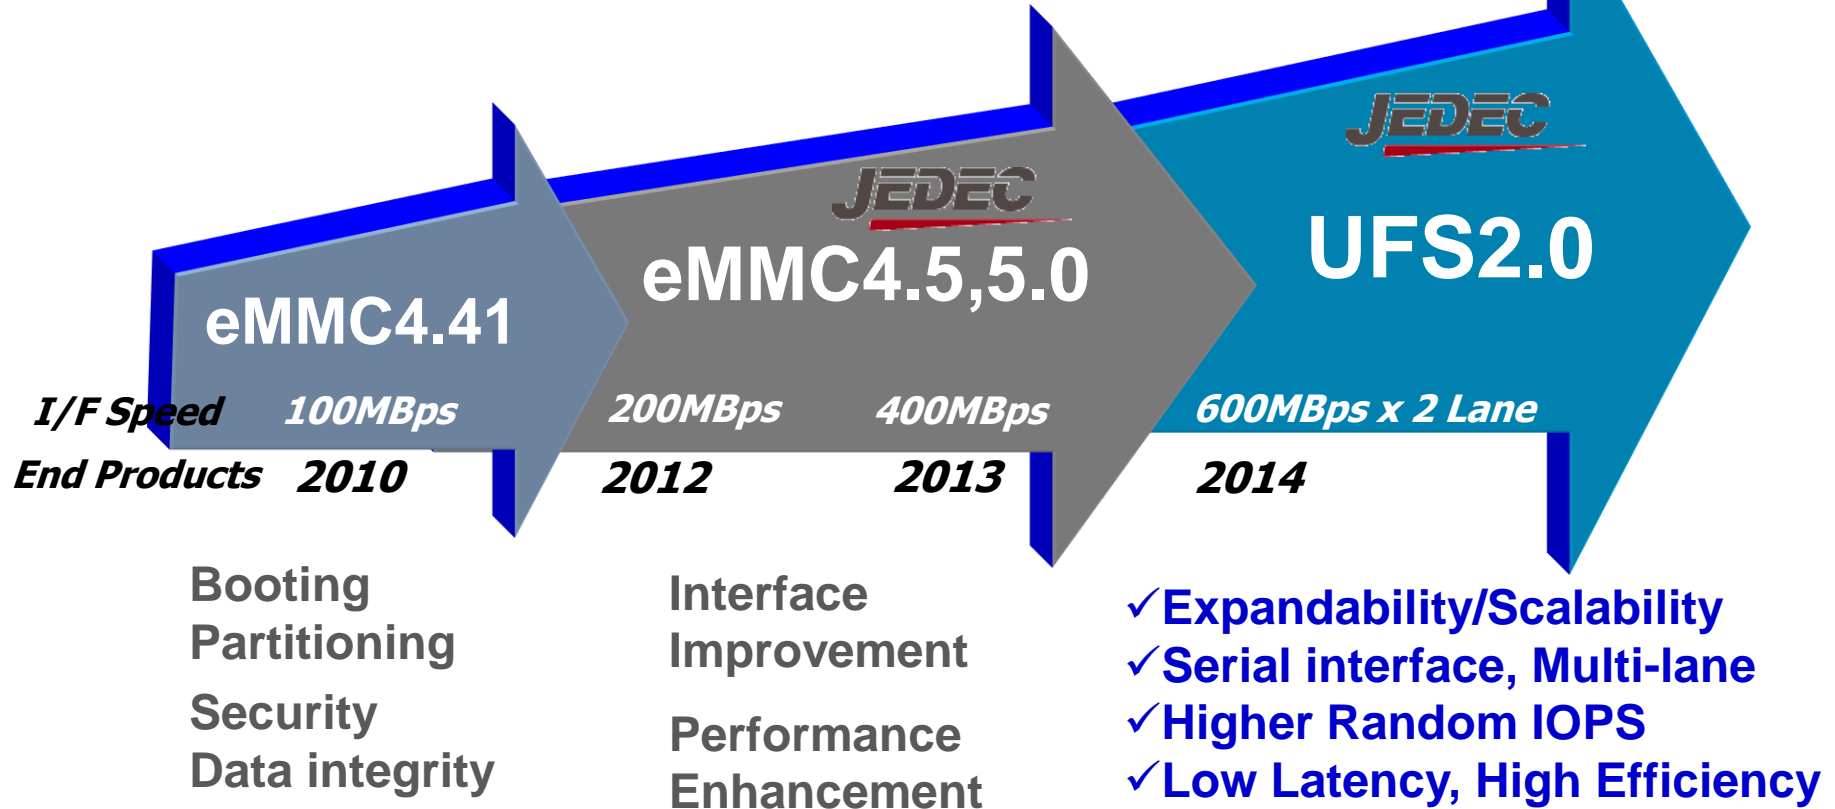 JEDEC
JEDEC
eMMC4.41
eMMC4.5,5.0
UFS2.0
I/F Speed 100MBps 200MBps 400MBps 600MBps x 2 Lane
End Products 2010 2012 2013 2014
Booting
Partitioning
Security
Data integrity
Interface
Improvement
Performance
Enhancement
✓Expandability/Scalability
✓Serial interface, Multi-lane
✓Higher Random IOPS
✓Low Latency, High Efficiency